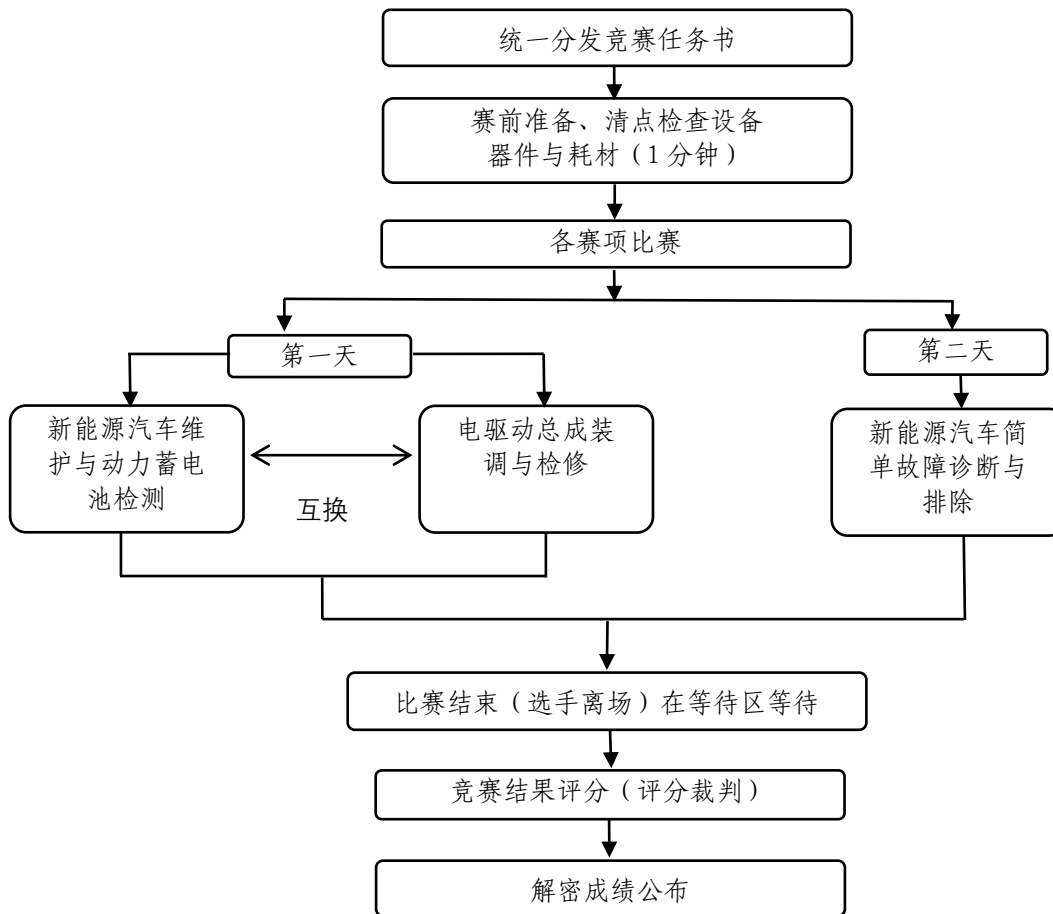 统一分发竞赛任务书
赛前准备、清点检查设备
器件与耗材（1分钟）
各赛项比赛
第一天
第二天
新能源汽车维
护与动力蓄电
池检测
互换
电驱动总成装
调与检修
新能源汽车简
单故障诊断与
排除
比赛结束（选手离场）在等待区等待
竞赛结果评分（评分裁判）
解密成绩公布